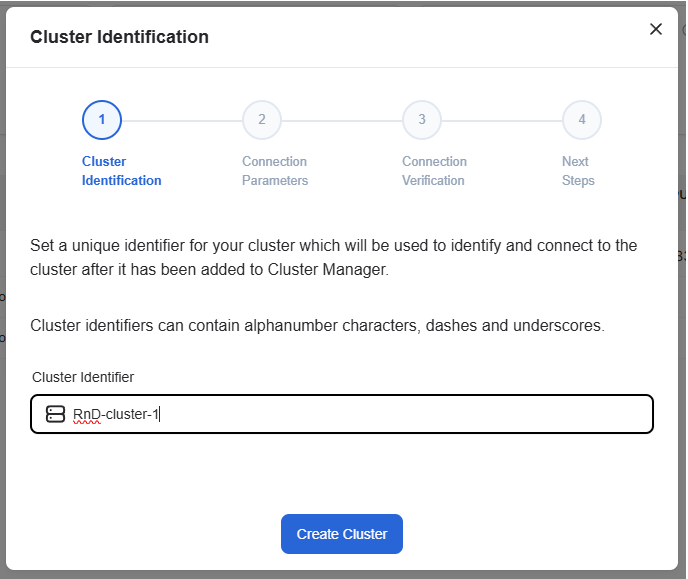 Cluster Identification
1
2
3
4
Cluster
Identification
Connection
Parameters
Connection
Verification
Next
Steps
Set a unique identifier for your cluster which will be used to identify and connect to the
cluster after it has been added to Cluster Manager.
Cluster identifiers can contain alphanumber characters, dashes and underscores.
Cluster Identifier
RnD-cluster-1
Create Cluster